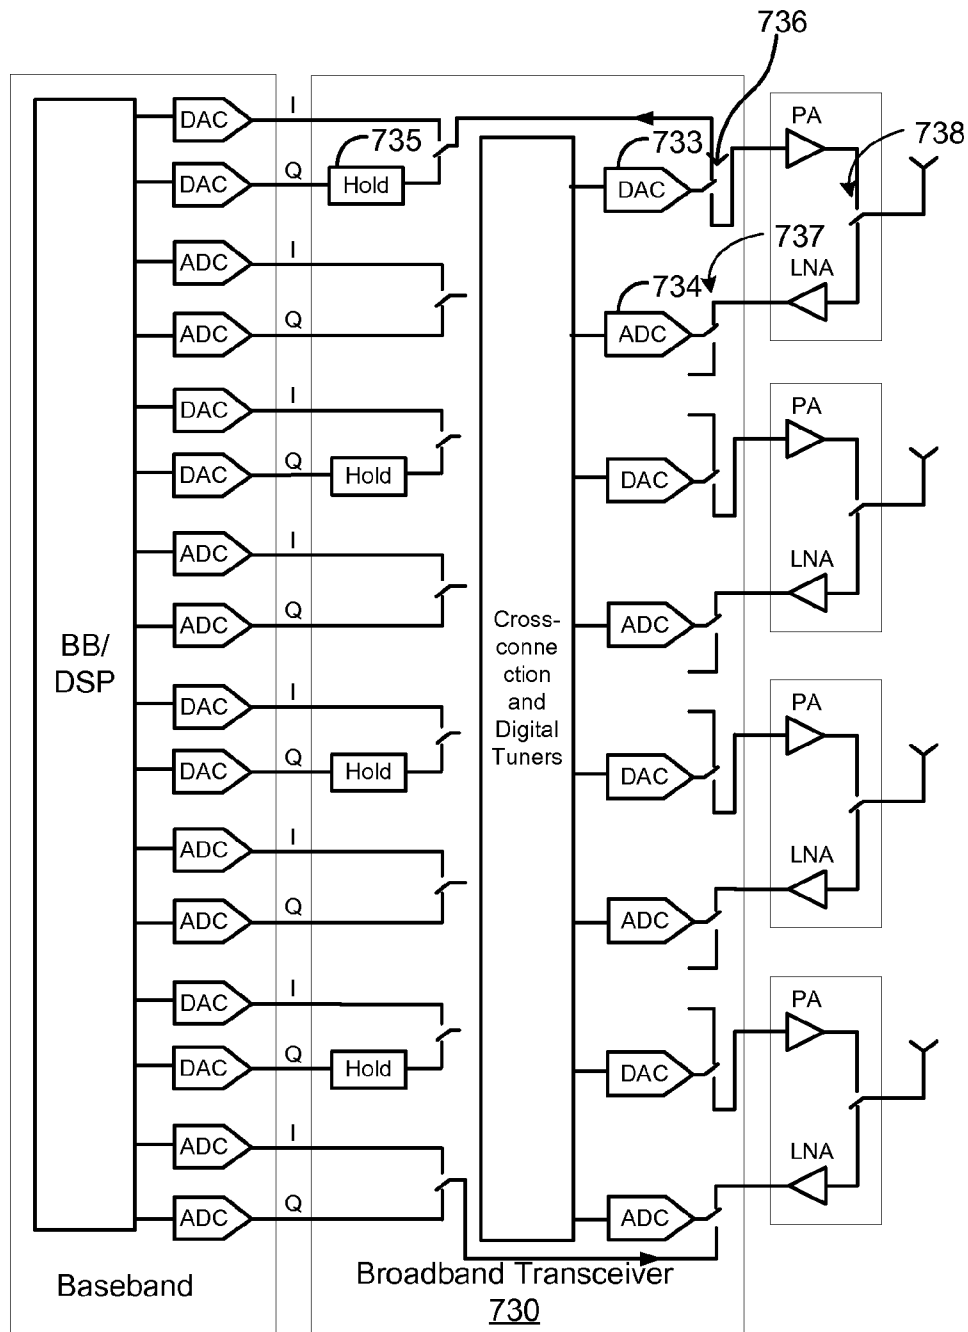 736
PA
738
DAC
I
735
733
DAC
Q
Hold
DAC
737
ADC
I
LNA
734
ADC
Q
ADC
DAC
I
PA
DAC
Q
Hold
DAC
ADC
I
LNA
ADC
Q
ADC
BB/
DSP
Cross-
conne
ction
and
Digital
Tuners
DAC
I
PA
DAC
Q
Hold
DAC
ADC
I
LNA
ADC
Q
ADC
DAC
I
PA
DAC
Q
Hold
DAC
ADC
I
LNA
ADC
Q
ADC
Baseband
Broadband Transceiver
730